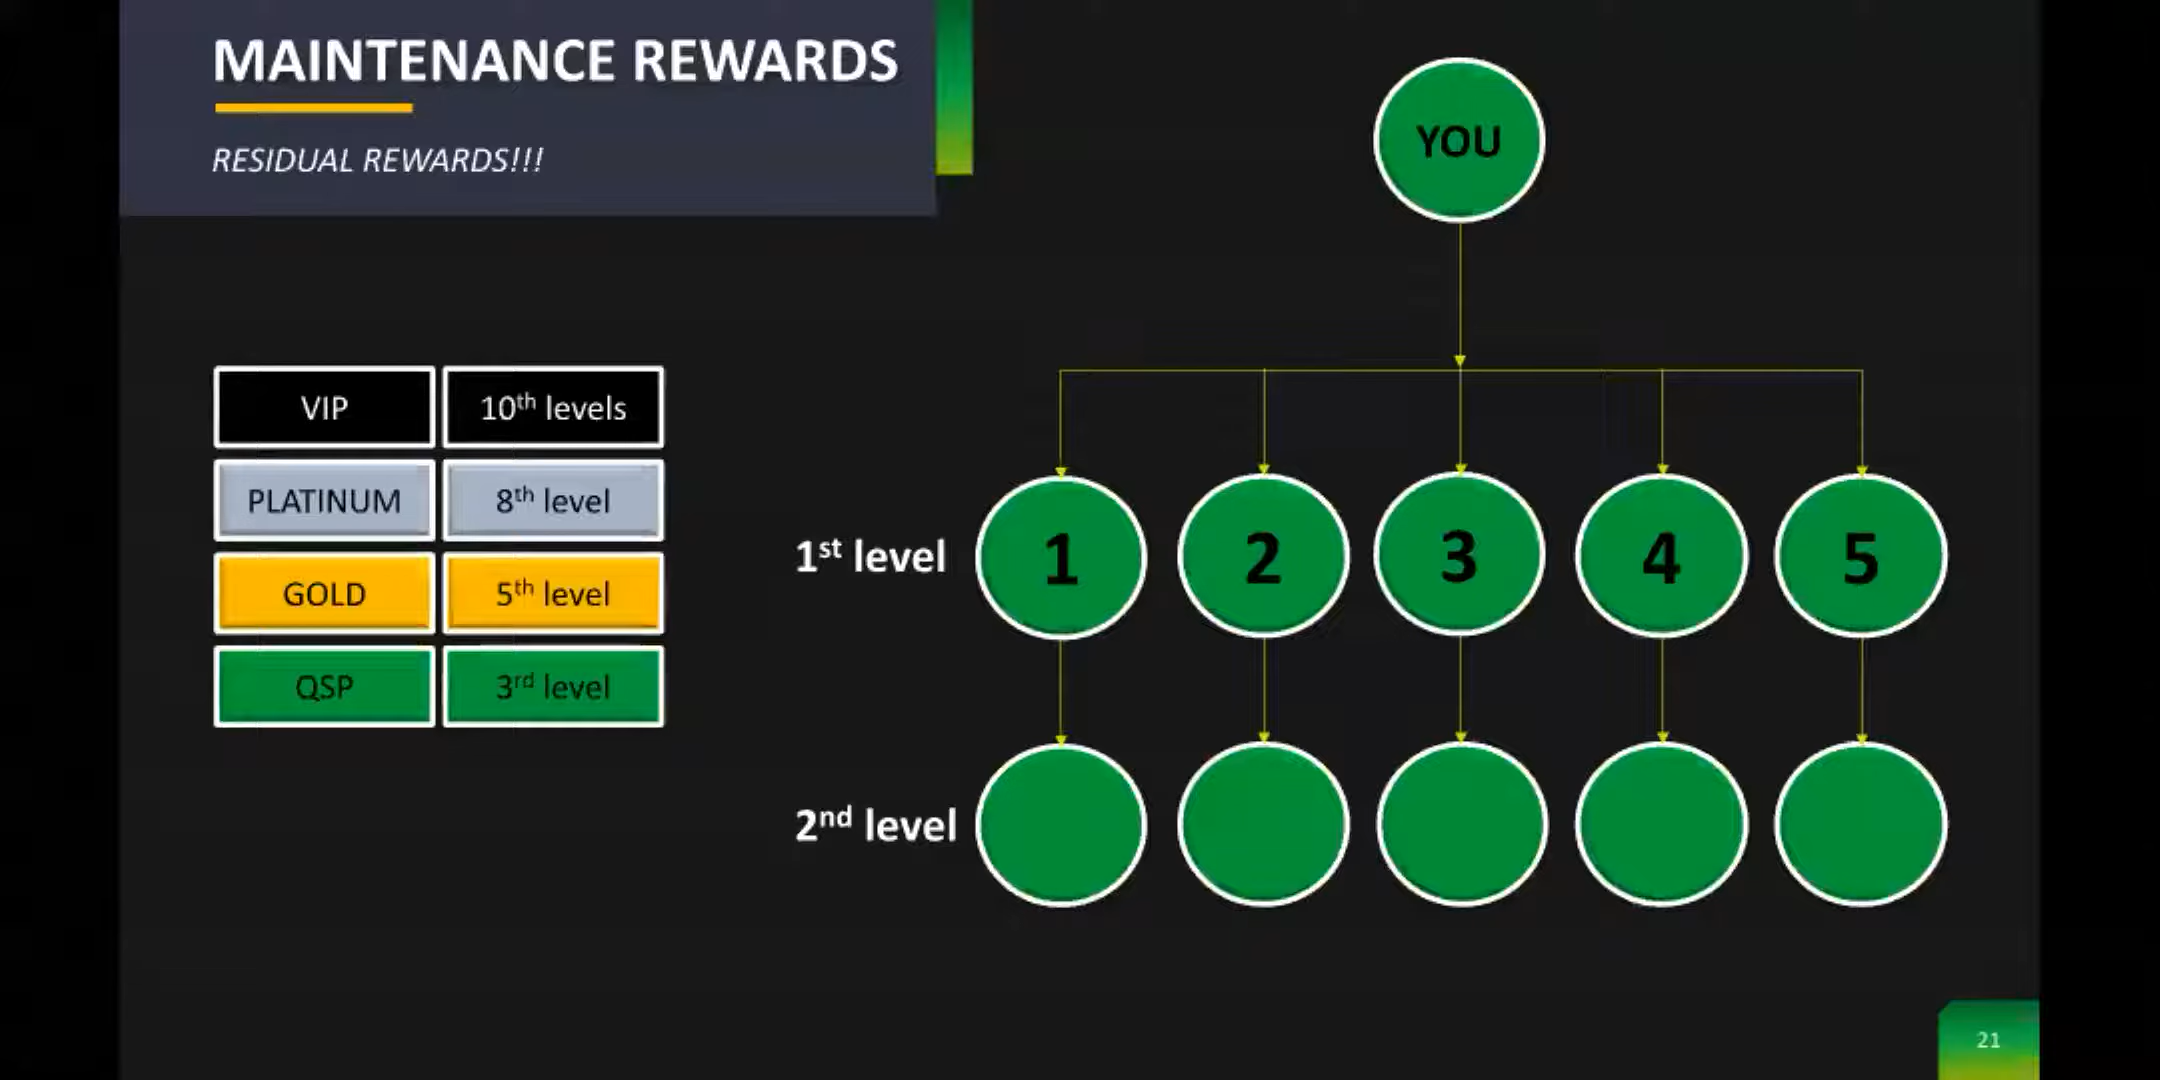 MAINTENANCE REWARDS
RESIDUAL REWARDS!!!
YOU
VIP 10th levels
PLATINUM 8th level
GOLD 5th level
QSP 3rd level
1st level 1 2 3 4 5
2nd level
21